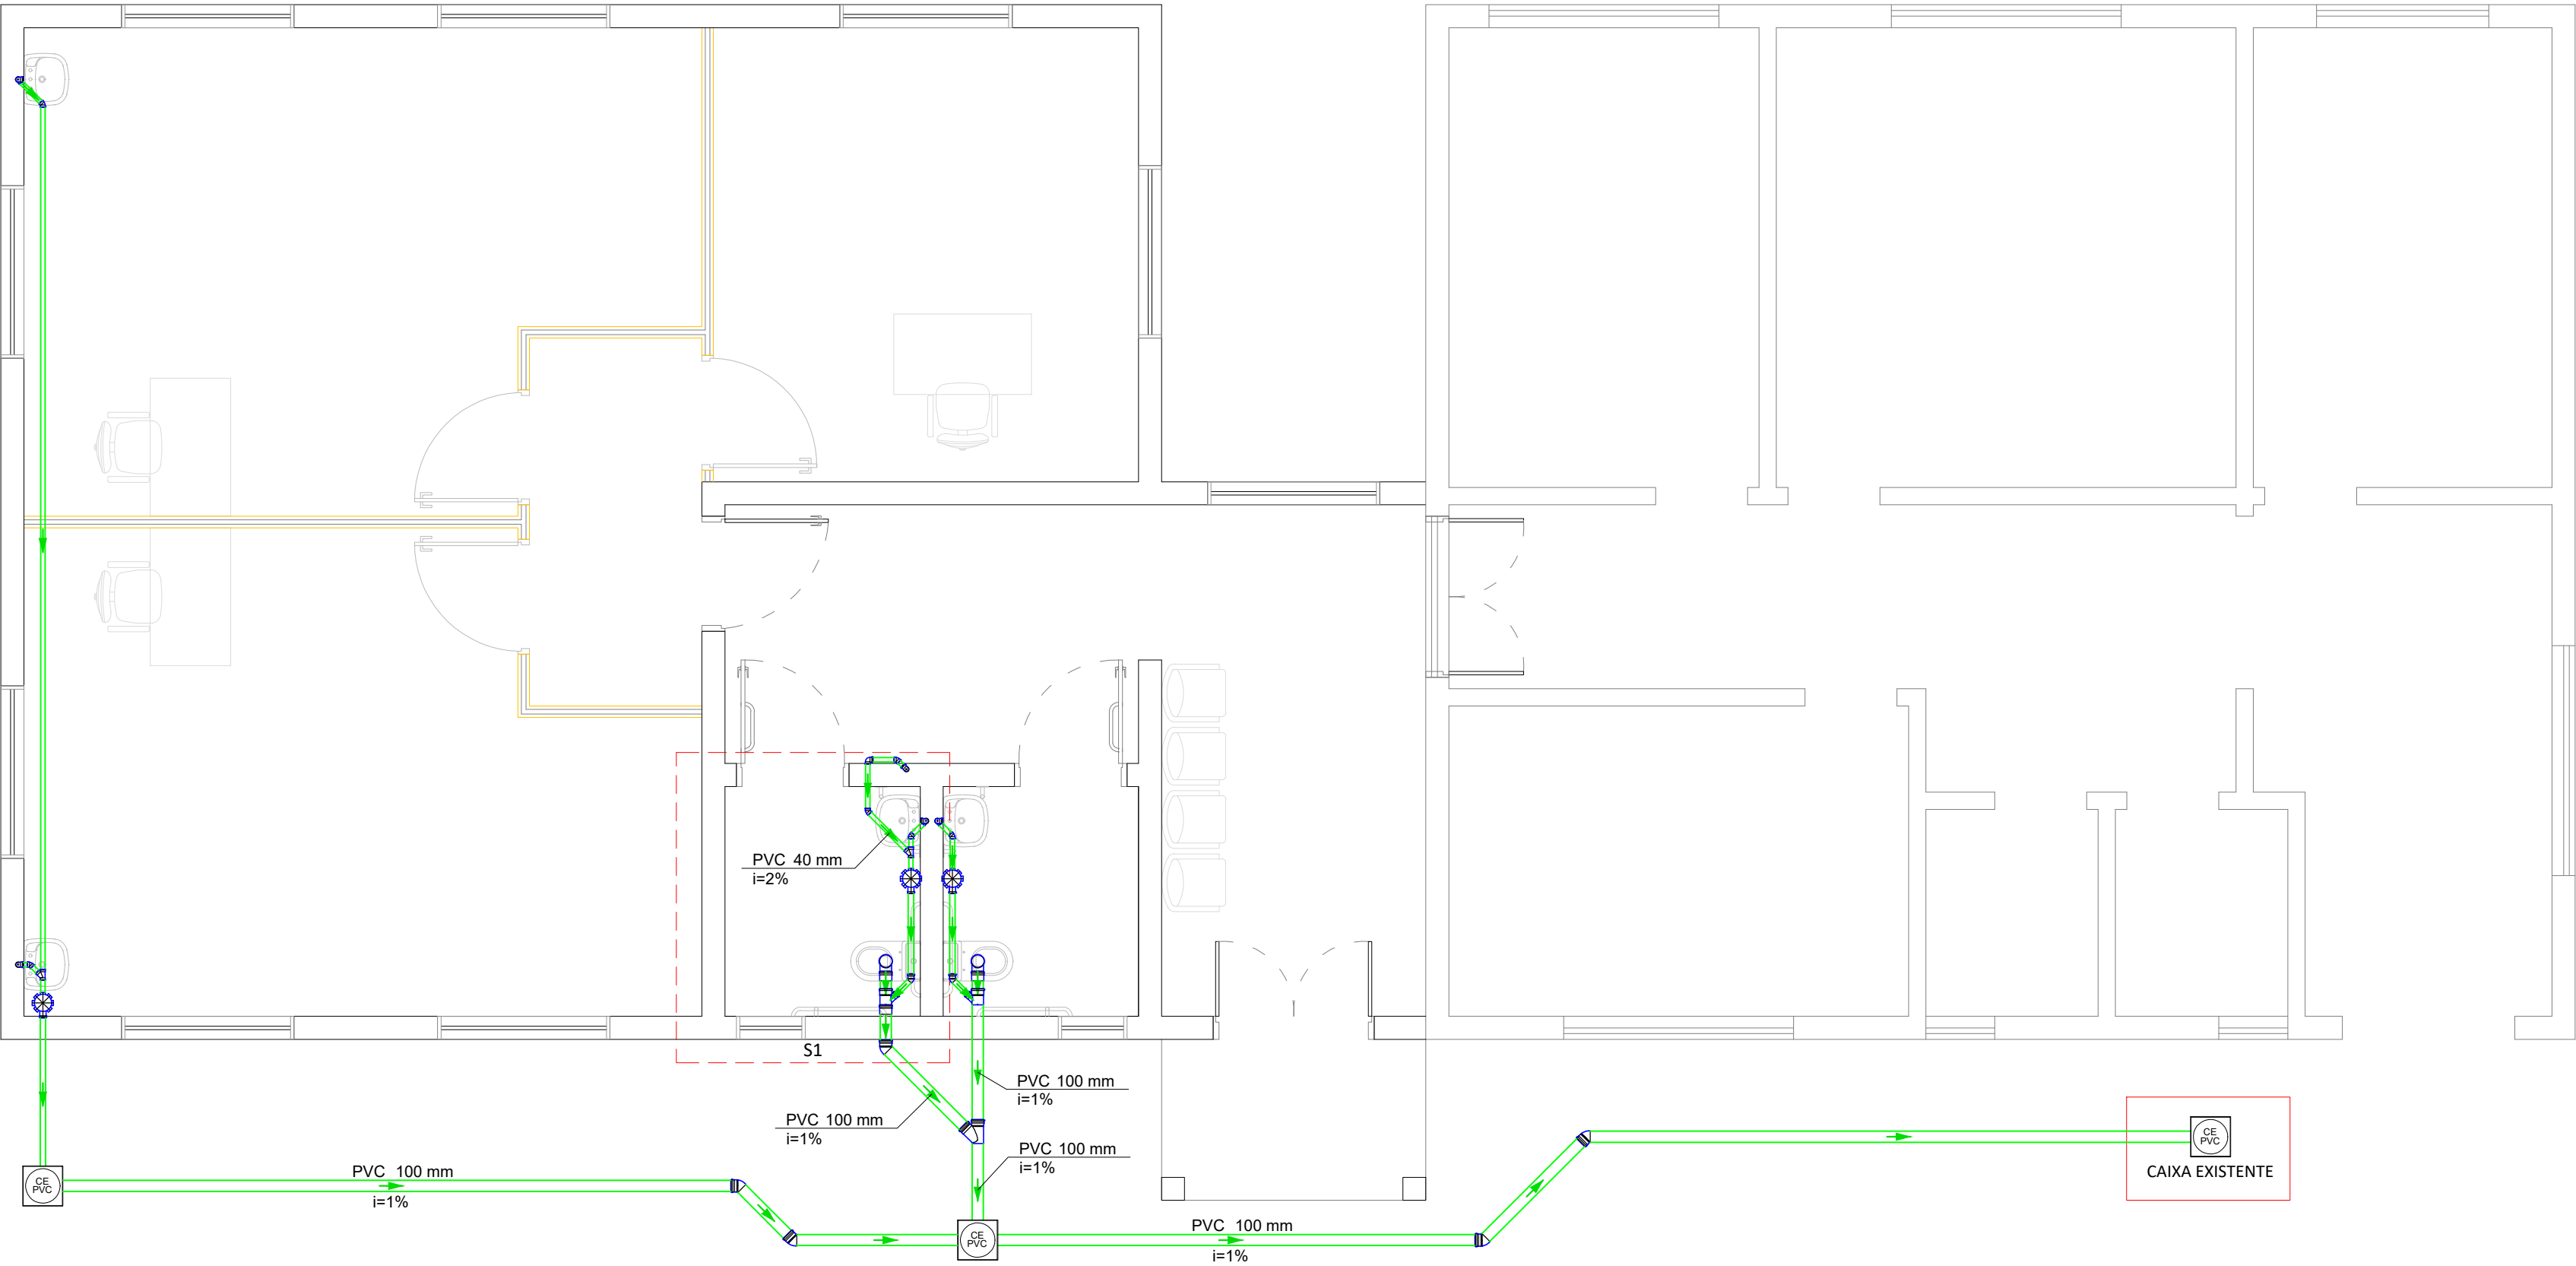 PVC 40 mm
i=2%
S1
PVC 100 mm
i=1%
PVC 100 mm
i=1%
PVC 100 mm
i=1%
CE
PVC
CAIXA EXISTENTE
CE
PVC
PVC 100 mm
i=1%
CE
PVC
PVC 100 mm
i=1%